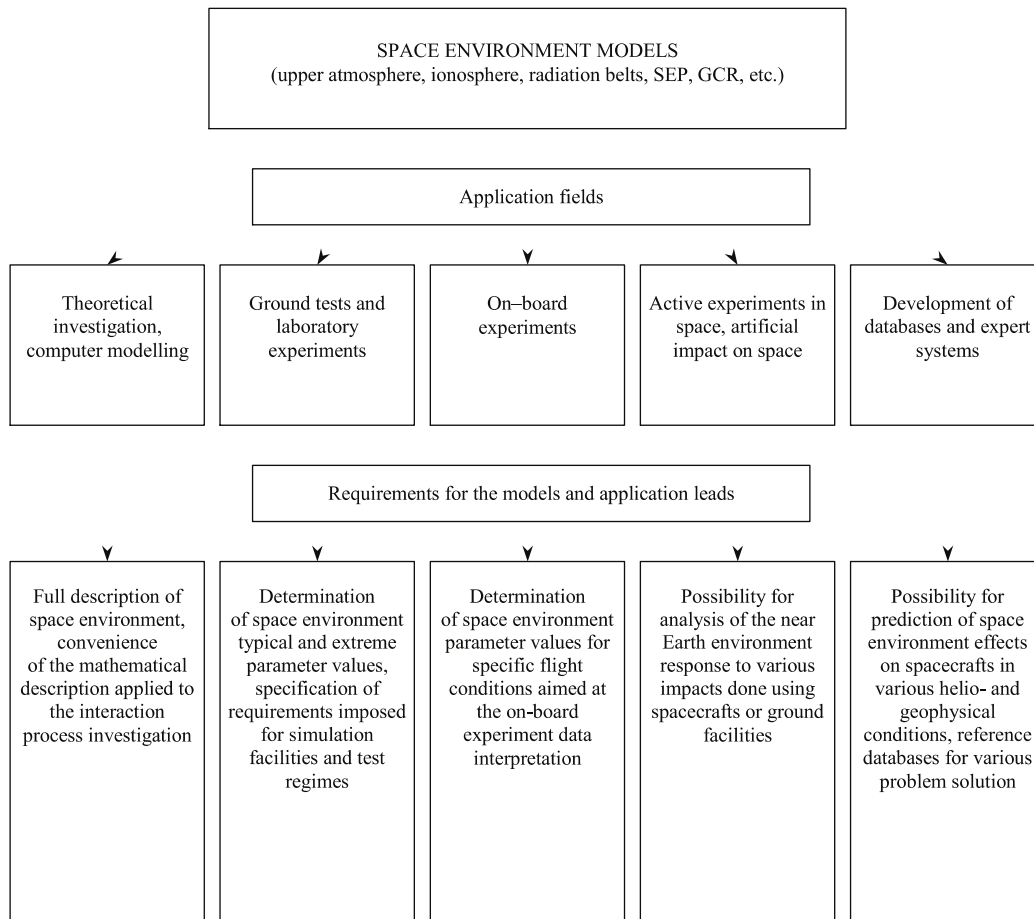 SPACE ENVIRONMENT MODELS
(upper atmosphere, ionosphere, radiation belts, SEP, GCR, etc.)
Application fields
Theoretical
investigation,
computer modelling
Ground tests and
laboratory
experiments
On–board
experiments
Active experiments in
space, artificial
impact on space
Development of
databases and expert
systems
Requirements for the models and application leads
Full description of
space environment,
convenience
of the mathematical
description applied to
the interaction
process investigation
Determination
of space environment
typical and extreme
parameter values,
specification of
requirements imposed
for simulation
facilities and test
regimes
Determination
of space environment
parameter values for
specific flight
conditions aimed at
the on-board
experiment data
interpretation
Possibility for
analysis of the near
Earth environment
response to various
impacts done using
spacecrafts or ground
facilities
Possibility for
prediction of space
environment effects
on spacecrafts in
various helio- and
geophysical
conditions, reference
databases for various
problem solution